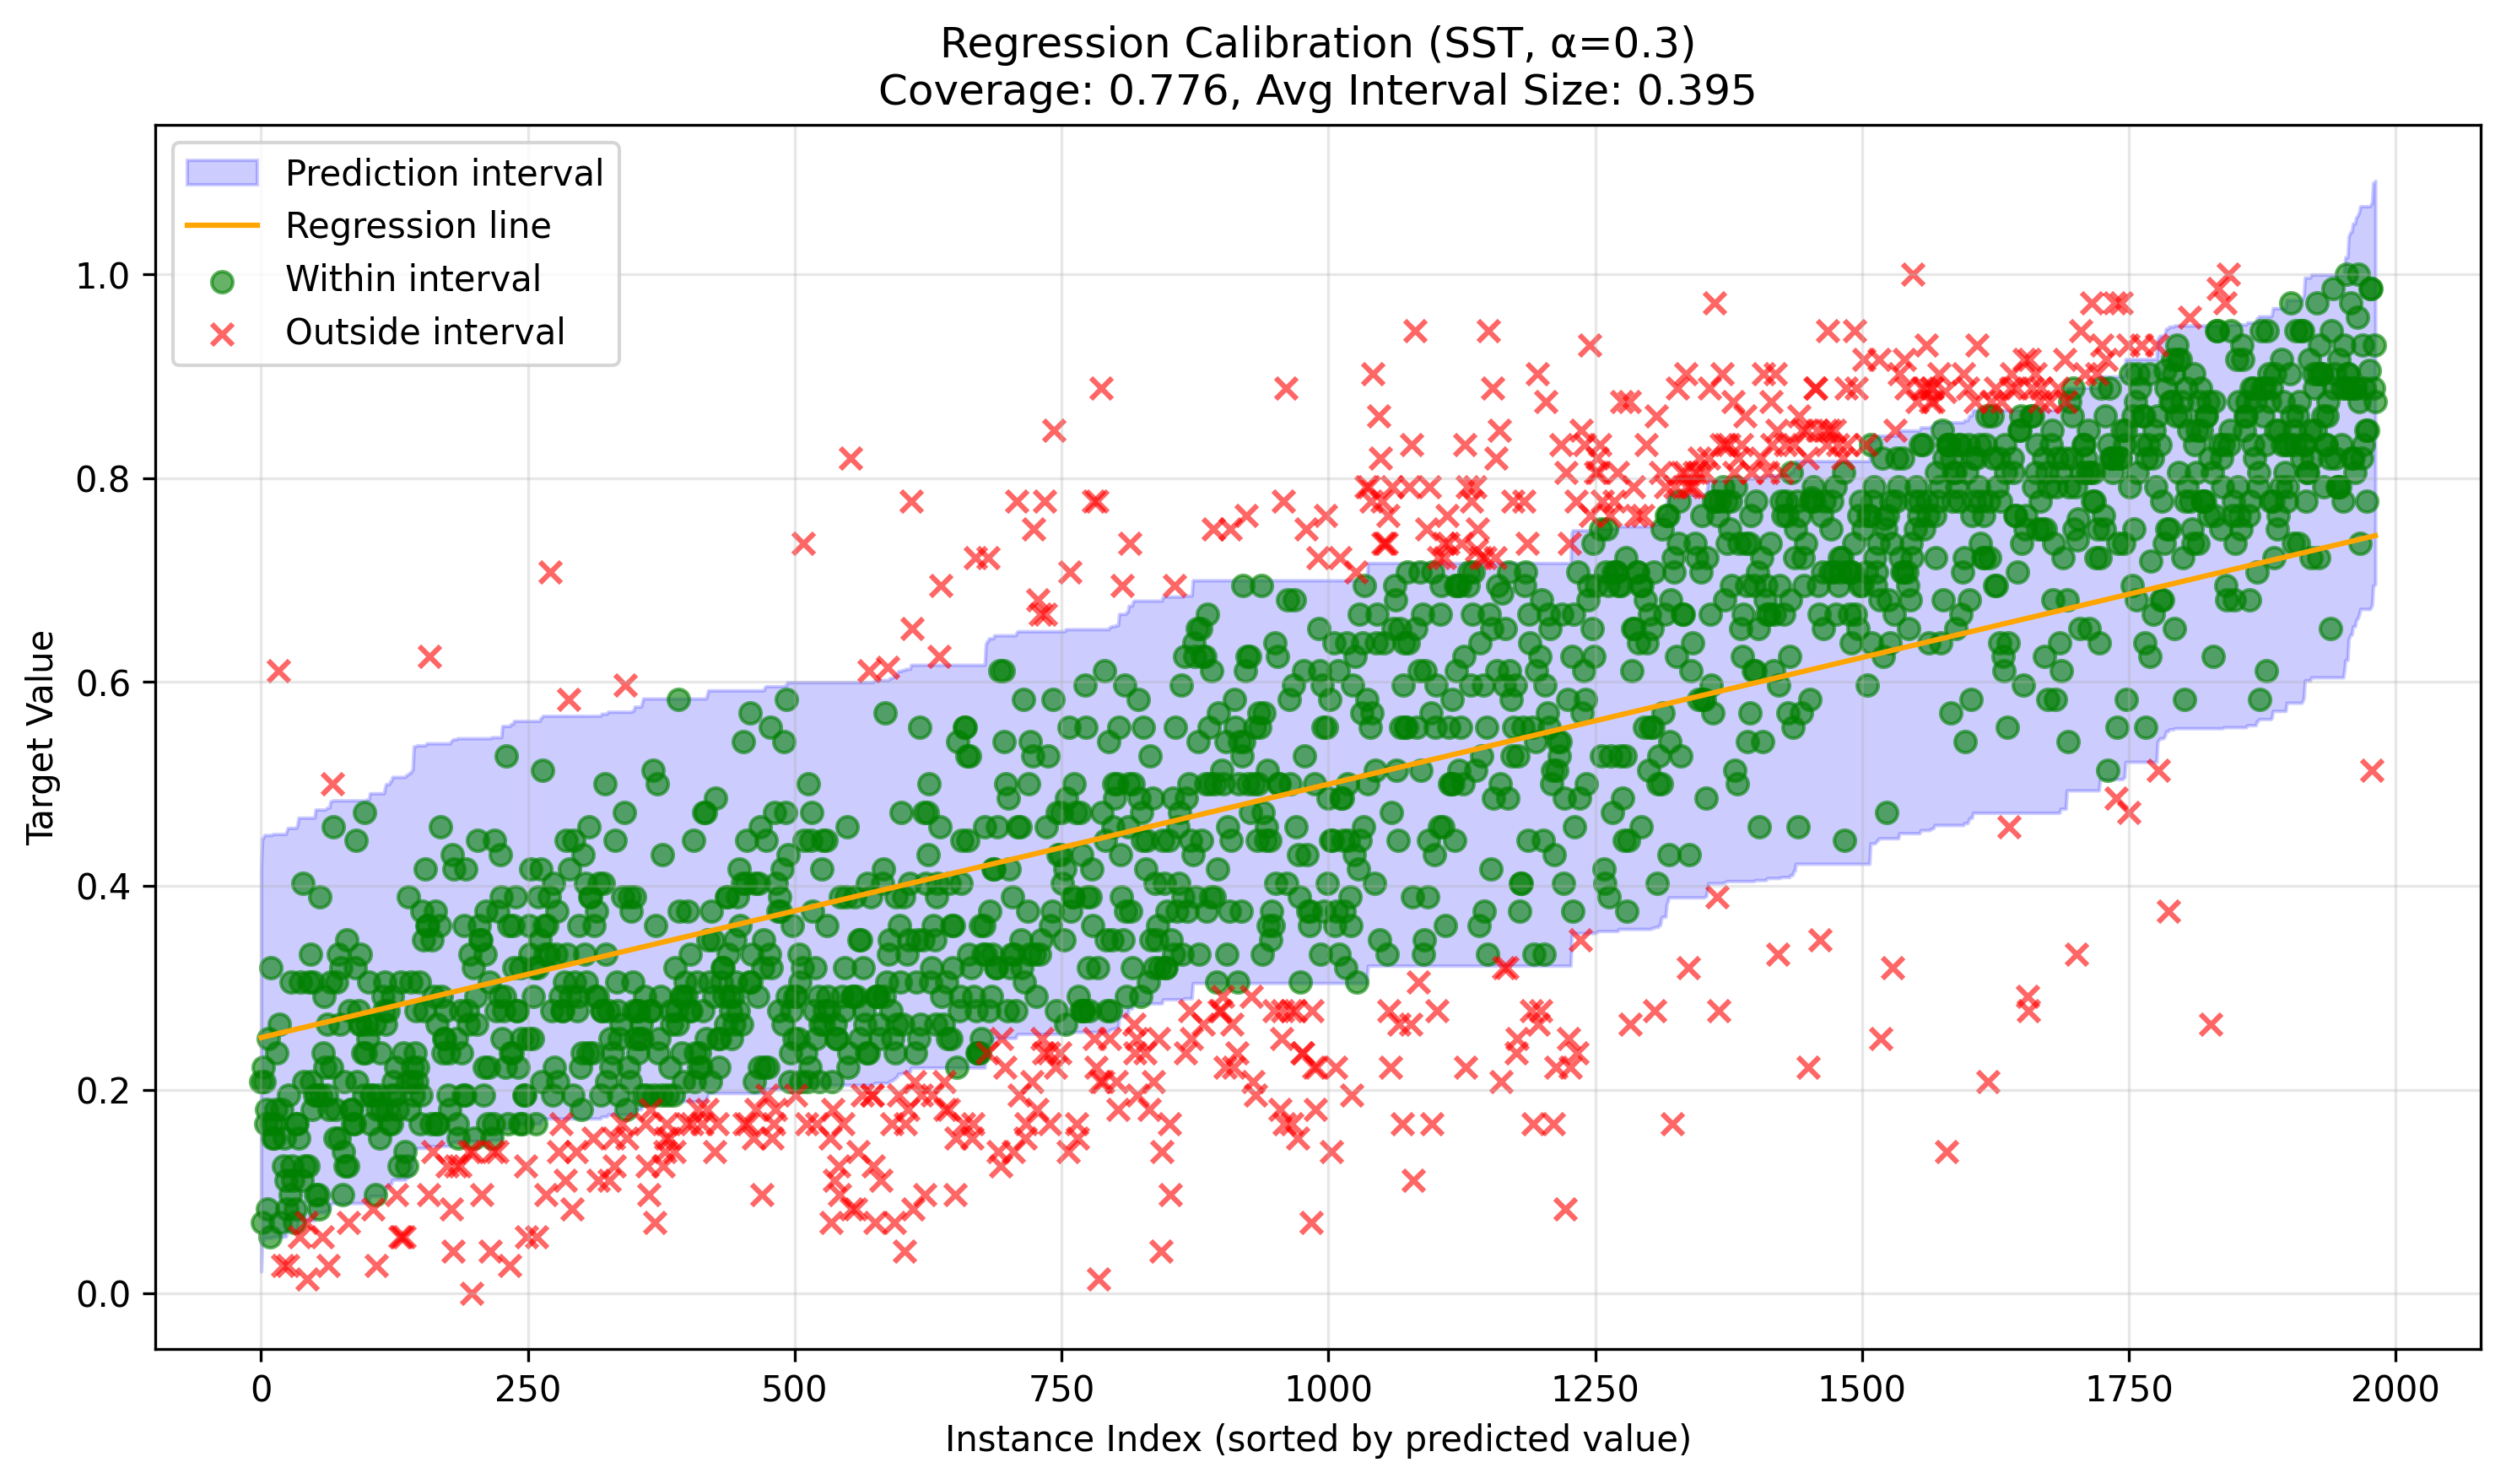 Regression Calibration (SST, α=0.3)
Coverage: 0.776, Avg Interval Size: 0.395
Prediction interval
Regression line
Within interval
Outside interval
Target Value
1.0
0.8
0.6
0.4
0.2
0.0
0 250 500 750 1000 1250 1500 1750 2000
Instance Index (sorted by predicted value)